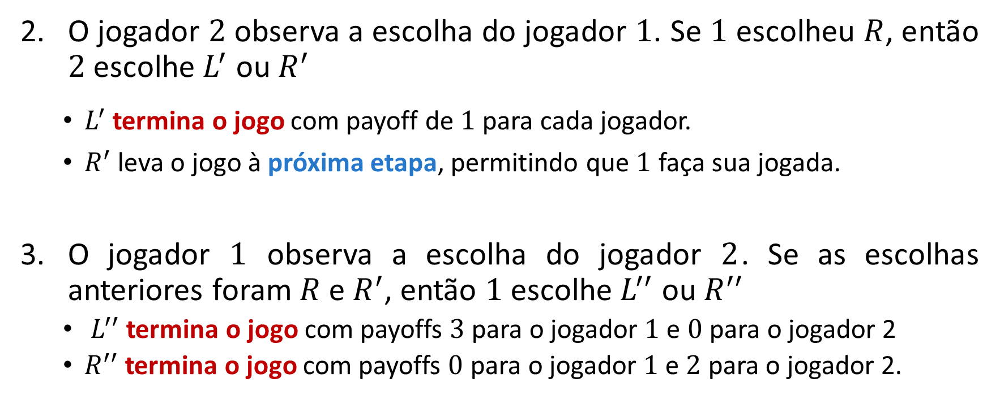 2. O jogador 2 observa a escolha do jogador 1. Se 1 escolheu R, então
2 escolhe L′ ou R′
• L′ termina o jogo com payoff de 1 para cada jogador.
• R′ leva o jogo à próxima etapa, permitindo que 1 faça sua jogada.
3. O jogador 1 observa a escolha do jogador 2. Se as escolhas
anteriores foram R e R′, então 1 escolhe L′′ ou R′′
• L′′ termina o jogo com payoffs 3 para o jogador 1 e 0 para o jogador 2
• R′′ termina o jogo com payoffs 0 para o jogador 1 e 2 para o jogador 2.